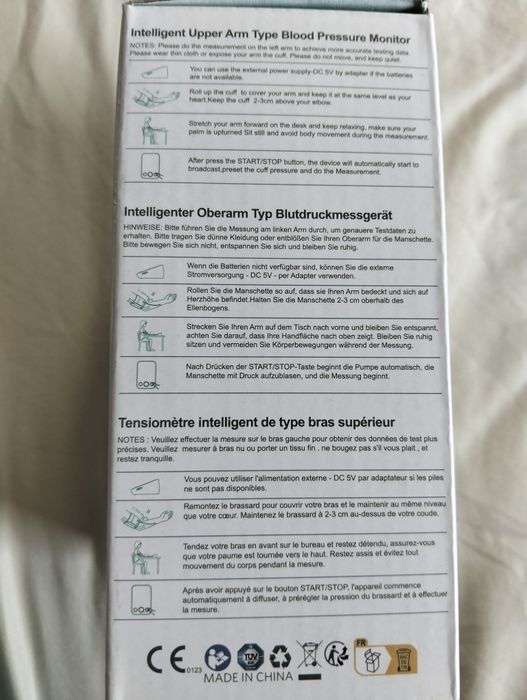 Intelligent Upper Arm Type Blood Pressure Monitor
NOTES: Please do the measurement on the left arm to achieve more accurate testing data.
Please wear thin cloth or expose your arm the cuff. Please do not move, and keep quiet.
You can use the external power supply-DC 5V by adapter if the batteries
are not available.
Roll up the cuff to cover your arm and keep it at the same level as your
heart.Keep the cuff 2-3cm above your elbow.
Stretch your arm forward on the desk and keep relaxing, make sure your
palm is upturned Sit still and avoid body movement during the measurement.
After press the START/STOP button, the device will automatically start to
broadcast,preset the cuff pressure and do the Measurement.
Intelligenter Oberarm Typ Blutdruckmessgerät
HINWEISE: Bitte führen Sie die Messung am linken Arm durch, um genauere Testdaten zu
erhalten. Bitte tragen Sie dünne Kleidung oder entblößen Sie Ihren Oberarm für die Manschette.
Bitte bewegen Sie sich nicht, entspannen Sie sich und bleiben Sie ruhig.
Wenn die Batterien nicht verfügbar sind, können Sie die externe
Stromversorgung - DC 5V - per Adapter verwenden.
Rollen Sie die Manschette so auf, dass sie Ihren Arm bedeckt und sich auf
Herzhöhe befindet.Halten Sie die Manschette 2-3 cm oberhalb des
Ellenbogens.
Strecken Sie Ihren Arm auf dem Tisch nach vorne und bleiben Sie entspannt,
achten Sie darauf, dass Ihre Handfläche nach oben zeigt. Bleiben Sie ruhig
sitzen und vermeiden Sie Körperbewegungen während der Messung.
Nach Drücken der START/STOP-Taste beginnt die Pumpe automatisch, die
Manschette mit Druck aufzublasen, und die Messung beginnt.
Tensiomètre intelligent de type bras supérieur
NOTES : Veuillez effectuer la mesure sur le bras gauche pour obtenir des données de test plus
précises. Veuillez mesurer à bras nu ou porter un tissu fin . ne bougez pas s'il vous plaît , et
restez tranquille.
Vous pouvez utiliser l'alimentation externe - DC 5V par adaptateur si les piles
ne sont pas disponibles.
Remontez le brassard pour couvrir votre bras et le maintenir au même niveau
que votre cœur. Maintenez le brassard à 2-3 cm au-dessus de votre coude.
Tendez votre bras en avant sur le bureau et restez détendu, assurez-vous
que votre paume est tournée vers le haut. Restez assis et évitez tout
mouvement du corps pendant la mesure.
Après avoir appuyé sur le bouton START/STOP, l'appareil commence
automatiquement à diffuser, à prérégler la pression du brassard et à effectuer
la mesure.
CE 0123
TÜV
FR
MADE IN CHINA